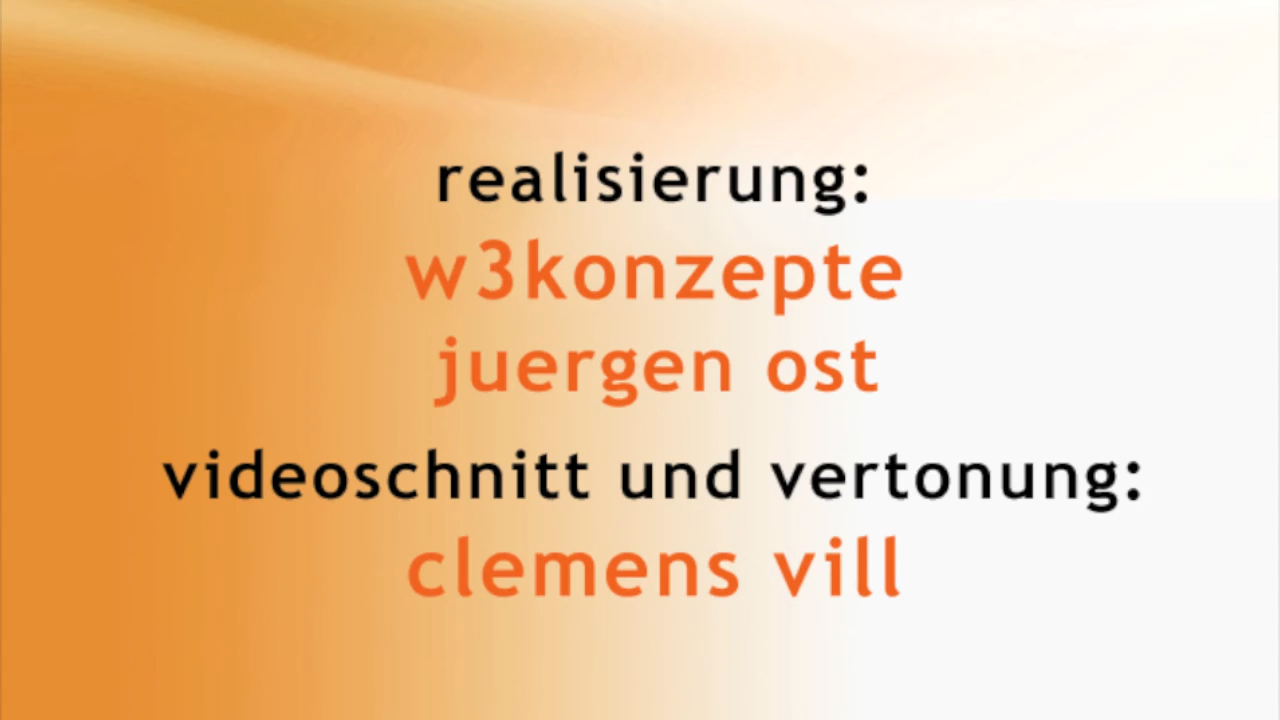 realisierung:
w3konzepte
juergen ost
videoschnitt und vertonung:
clemens vill